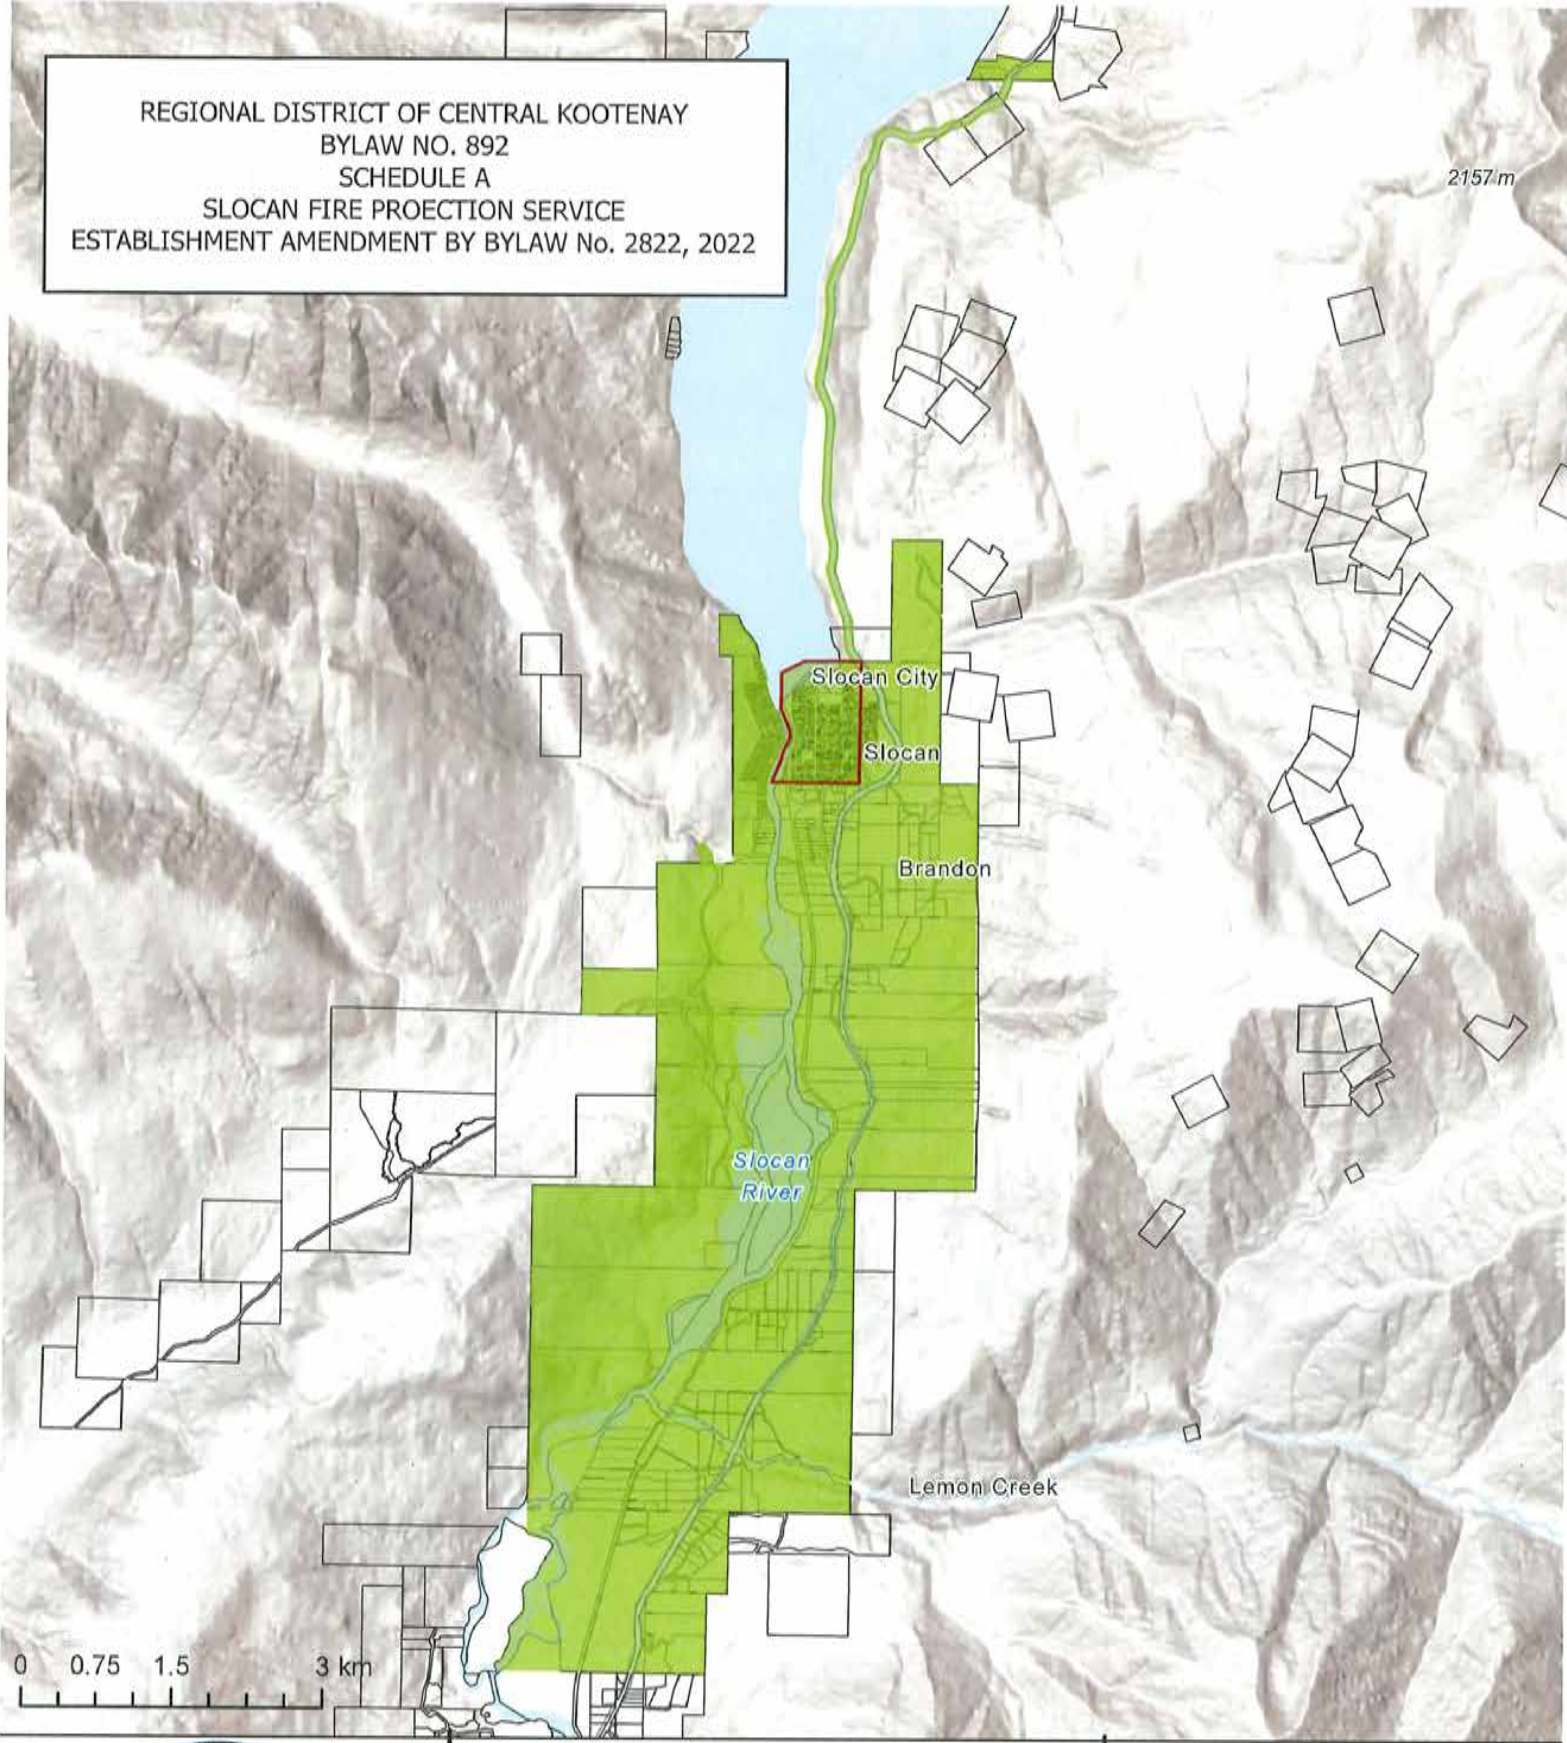 REGIONAL DISTRICT OF CENTRAL KOOTENAY
BYLAW NO. 892
SCHEDULE A
SLOCAN FIRE PROECTION SERVICE
ESTABLISHMENT AMENDMENT BY BYLAW No. 2822, 2022
2157 m
Slocan City
Slocan
Brandon
Slocan
River
Lemon Creek
0 0.75 1.5 3 km